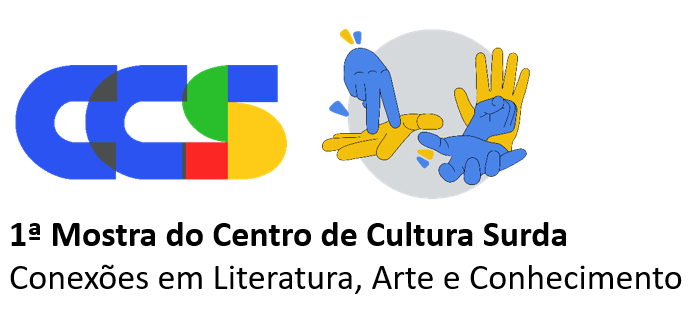 CCS
1ª Mostra do Centro de Cultura Surda
Conexões em Literatura, Arte e Conhecimento